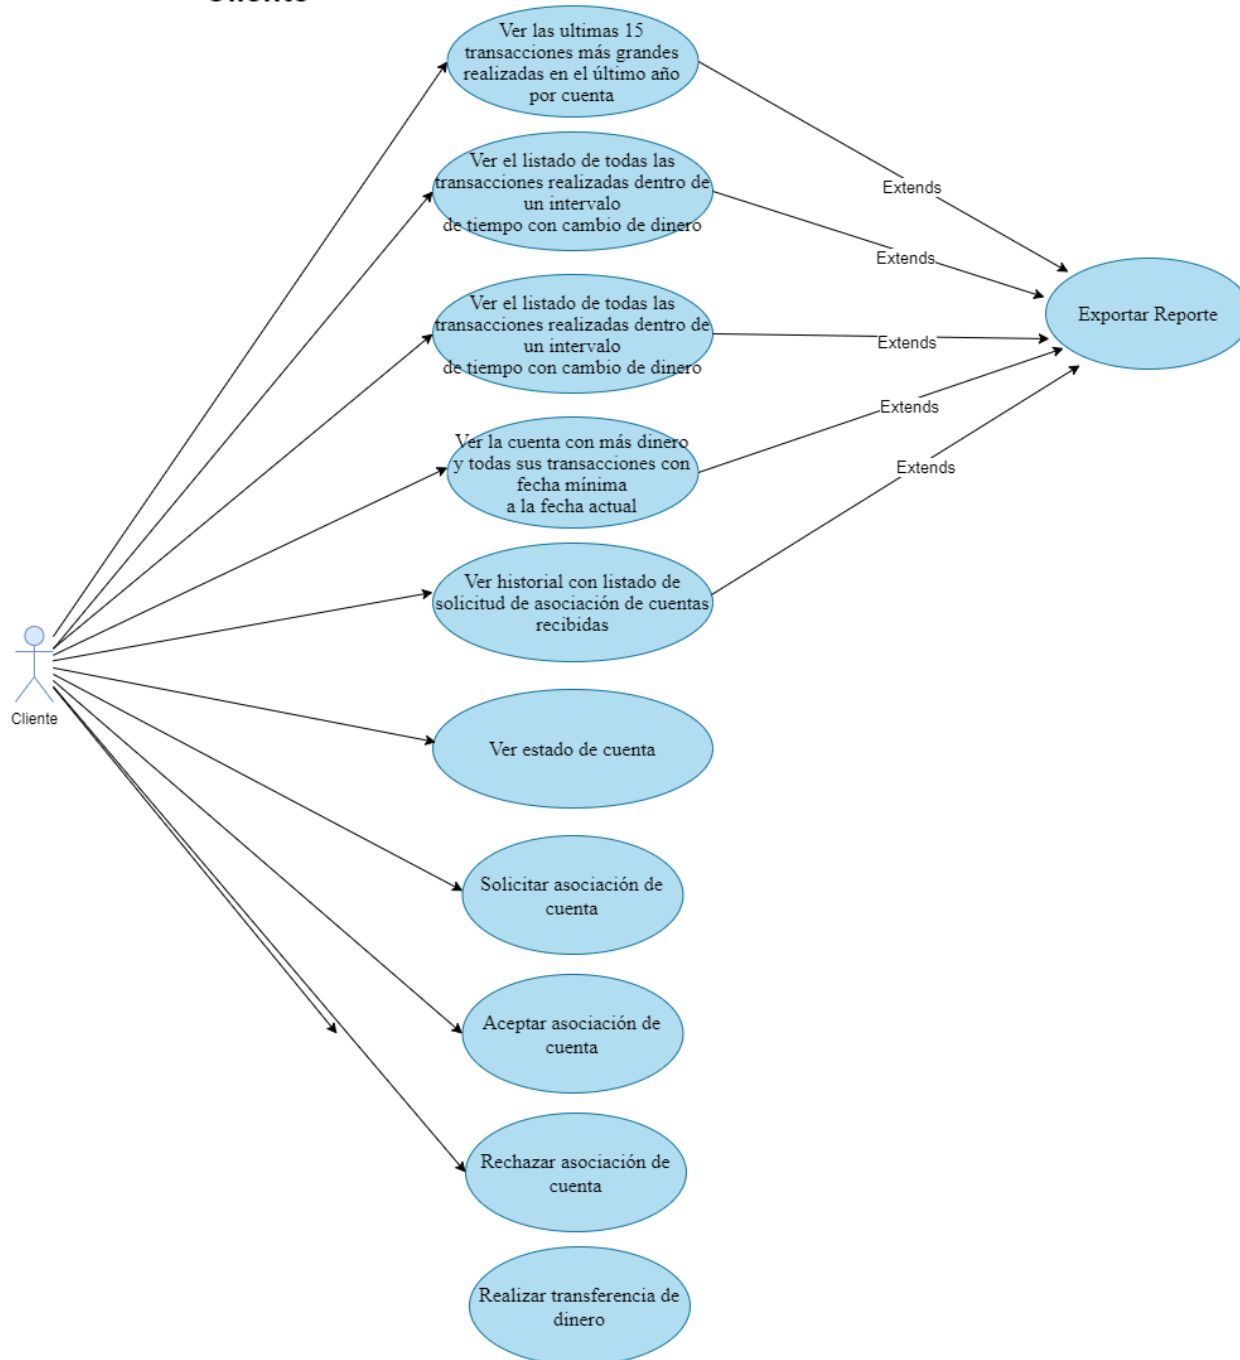 Cliente
Ver las ultimas 15
transacciones más grandes
realizadas en el último año
por cuenta
Extends
Ver el listado de todas las
transacciones realizadas dentro de
un intervalo
de tiempo con cambio de dinero
Extends
Exportar Reporte
Ver el listado de todas las
transacciones realizadas dentro de
un intervalo
de tiempo con cambio de dinero
Extends
Ver la cuenta con más dinero
y todas sus transacciones con
fecha mínima
a la fecha actual
Extends
Extends
Ver historial con listado de
solicitud de asociación de cuentas
recibidas
Cliente
Ver estado de cuenta
Solicitar asociación de
cuenta
Aceptar asociación de
cuenta
Rechazar asociación de
cuenta
Realizar transferencia de
dinero